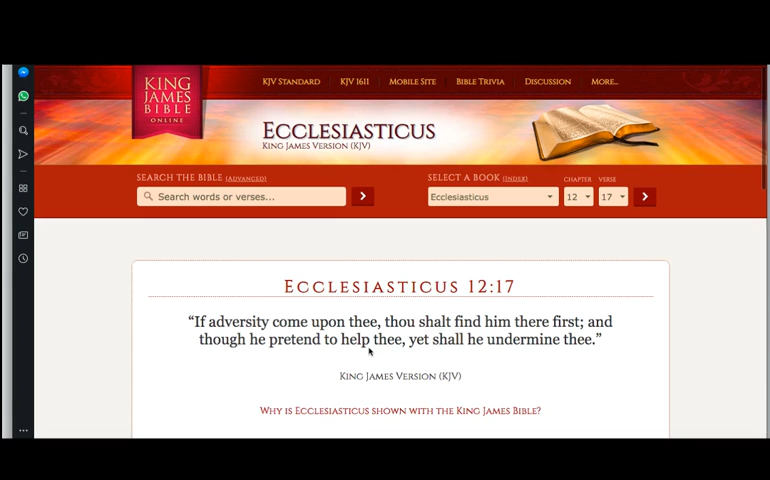 KING
JAMES
BIBLE
ONLINE
KJV STANDARD KJV 1611 MOBILE SITE BIBLE TRIVIA DISCUSSION MORE...
ECCLESIASTICUS
KING JAMES VERSION (KJV)
SEARCH THE BIBLE (ADVANCED) SELECT A BOOK (INDEX) CHAPTER VERSE
Search words or verses... Ecclesiasticus 12 17
ECCLESIASTICUS 12:17
“If adversity come upon thee, thou shalt find him there first; and
though he pretend to help thee, yet shall he undermine thee.”
KING JAMES VERSION (KJV)
WHY IS ECCLESIASTICUS SHOWN WITH THE KING JAMES BIBLE?